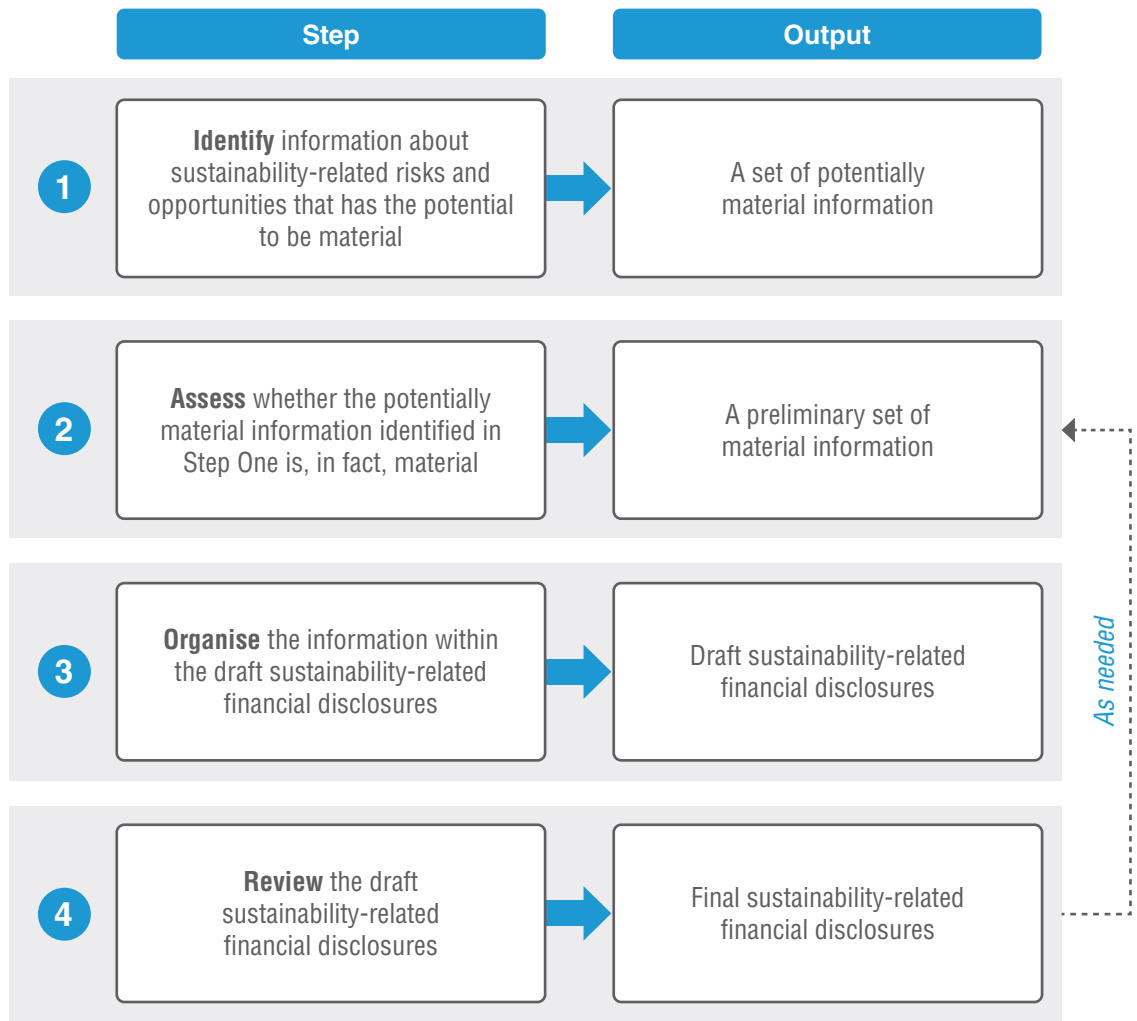 Step
Output
1
Identify information about
sustainability-related risks and
opportunities that has the potential
to be material
A set of potentially
material information
2
Assess whether the potentially
material information identified in
Step One is, in fact, material
A preliminary set of
material information
3
Organise the information within
the draft sustainability-related
financial disclosures
Draft sustainability-related
financial disclosures
As needed
4
Review the draft
sustainability-related
financial disclosures
Final sustainability-related
financial disclosures